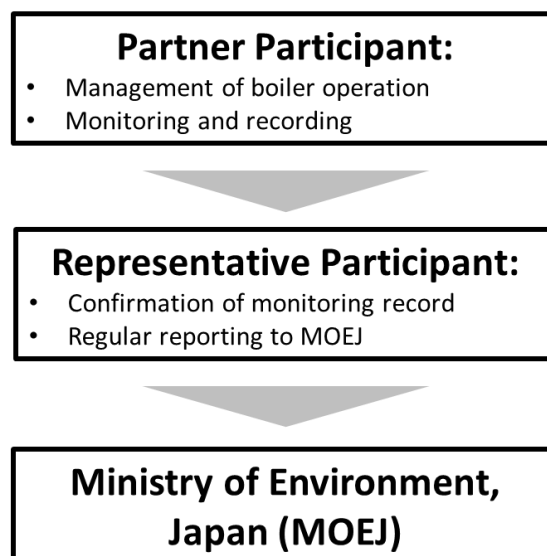 Partner Participant:
• Management of boiler operation
• Monitoring and recording
Representative Participant:
• Confirmation of monitoring record
• Regular reporting to MOEJ
Ministry of Environment,
Japan (MOEJ)